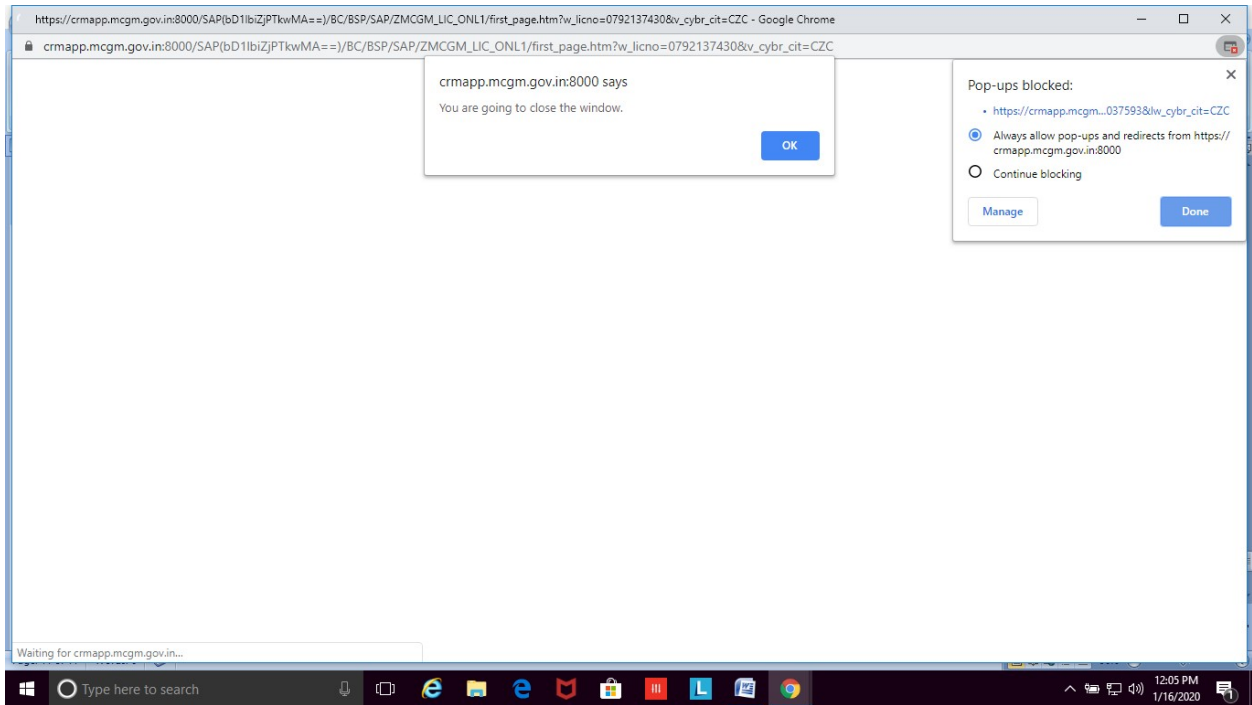 https://crmapp.mcgm.gov.in:8000/SAP(bD1lbiZjPTkwMA==)/BC/BSP/SAP/ZMCGM_LIC_ONL1/first_page.htm?w_licno=0792137430&v_cybr_cit=CZC - Google Chrome
crmapp.mcgm.gov.in:8000/SAP(bD1lbiZjPTkwMA==)/BC/BSP/SAP/ZMCGM_LIC_ONL1/first_page.htm?w_licno=0792137430&v_cybr_cit=CZC
crmapp.mcgm.gov.in:8000 says
You are going to close the window.
OK
Pop-ups blocked:
• https://crmapp.mcgm...037593&lw_cybr_cit=CZC
Always allow pop-ups and redirects from https://
crmapp.mcgm.gov.in:8000
Continue blocking
Manage
Done
Waiting for crmapp.mcgm.gov.in...
Type here to search
L
W
12:05 PM
1/16/2020
1